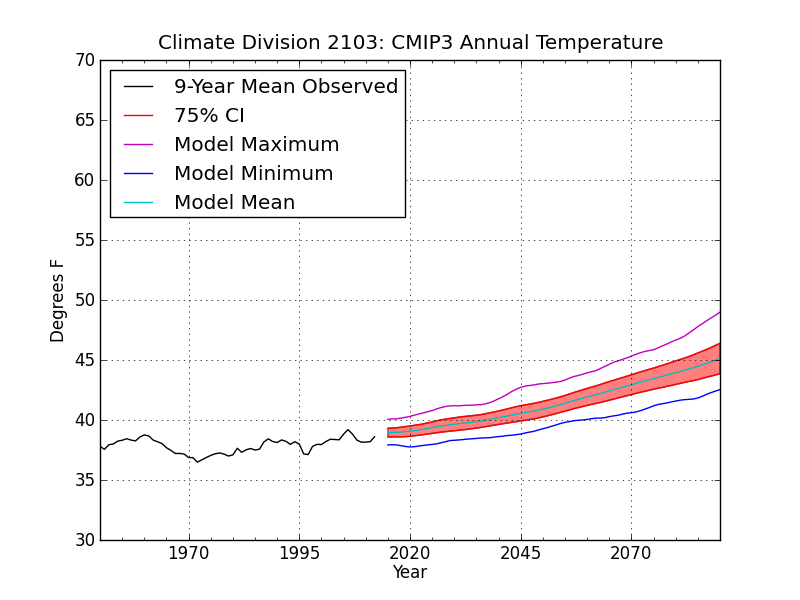 Climate Division 2103: CMIP3 Annual Temperature
70
65
60
55
50
45
40
35
30
Degrees F
9-Year Mean Observed
75% CI
Model Maximum
Model Minimum
Model Mean
1970 1995 2020 2045 2070
Year